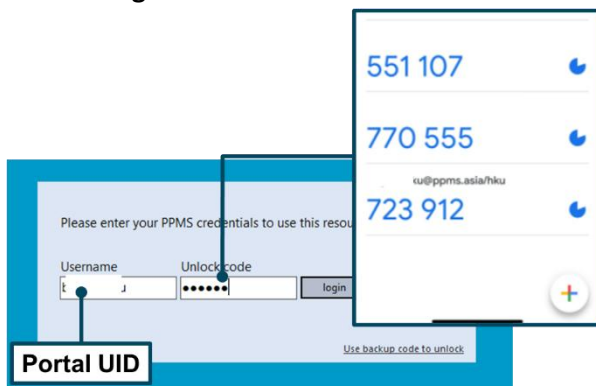 551 107
770 555
ku@ppms.asia/hku
723 912
Please enter your PPMS credentials to use this resou
Username
Unlock code
login
Use backup code to unlock
Portal UID